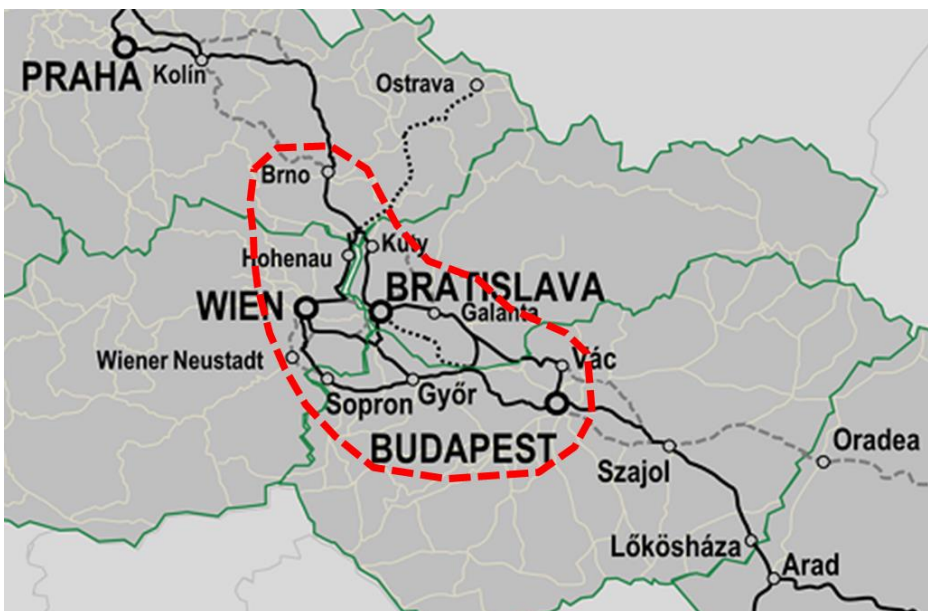 PRAHA
Kolín
Ostrava
Brno
Kúty
Hohenau
BRATISLAVA
WIEN
Galanta
Wiener Neustadt
Vác
Sopron
Győr
BUDAPEST
Oradea
Szajol
Lőkösháza
Arad